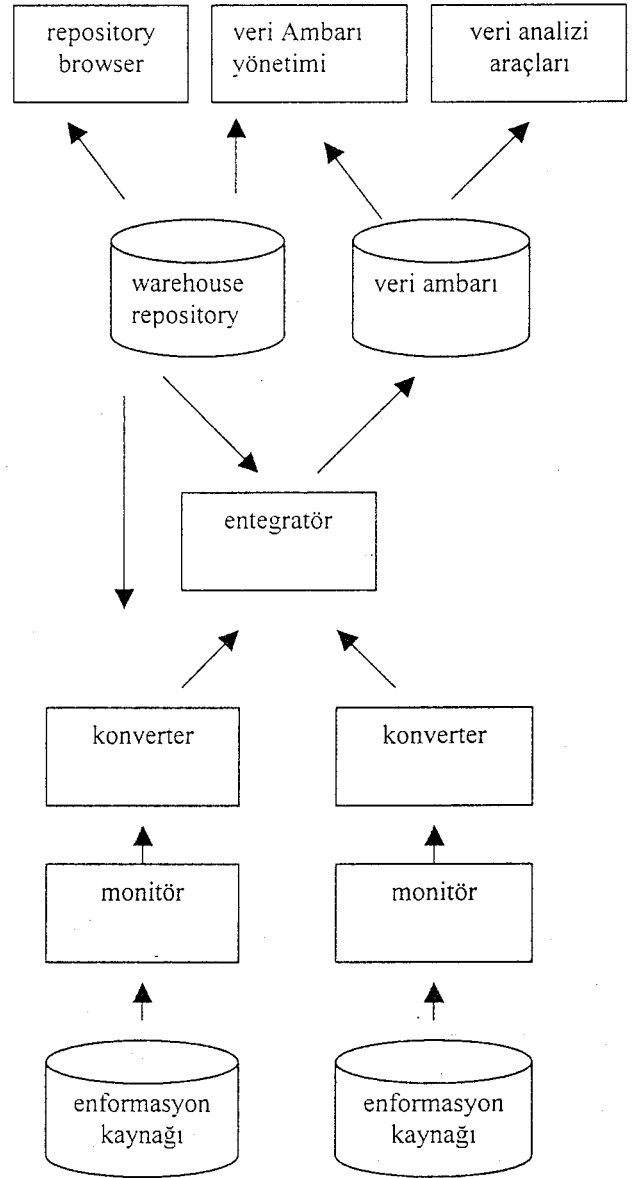 repository
browser
veri Ambarı
yönetimi
veri analizi
araçları
warehouse
repository
veri ambarı
entegratör
konverter
konverter
monitör
monitör
enformasyon
kaynağı
enformasyon
kaynağı